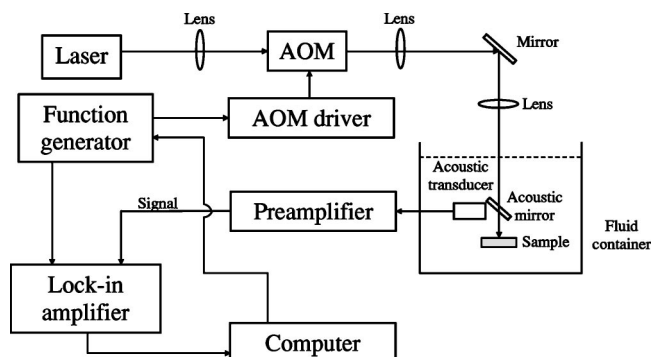 Lens
Lens
Laser
AOM
Mirror
Lens
Function
generator
AOM driver
Acoustic
transducer
Acoustic
mirror
Signal
Preamplifier
Sample
Fluid
container
Lock-in
amplifier
Computer